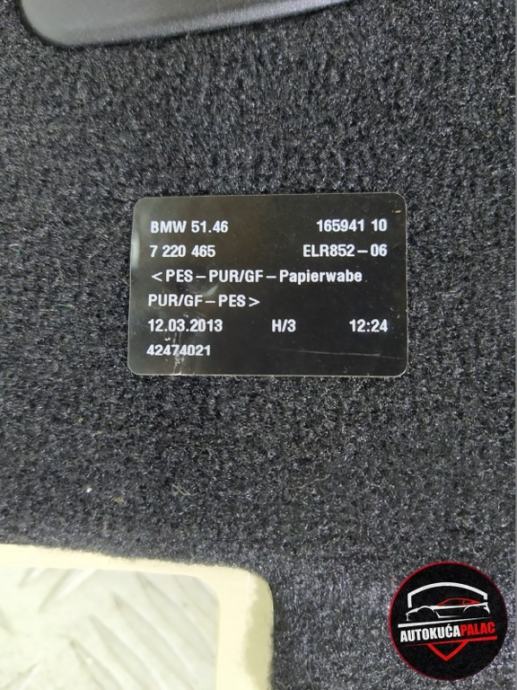 BMW 51.46 165941 10
7 220 465 ELR852-06
<PES-PUR/GF-Papierwabe
PUR/GF-PES>
12.03.2013 H/3 12:24
42474021
AUTOKUĆAPALAC